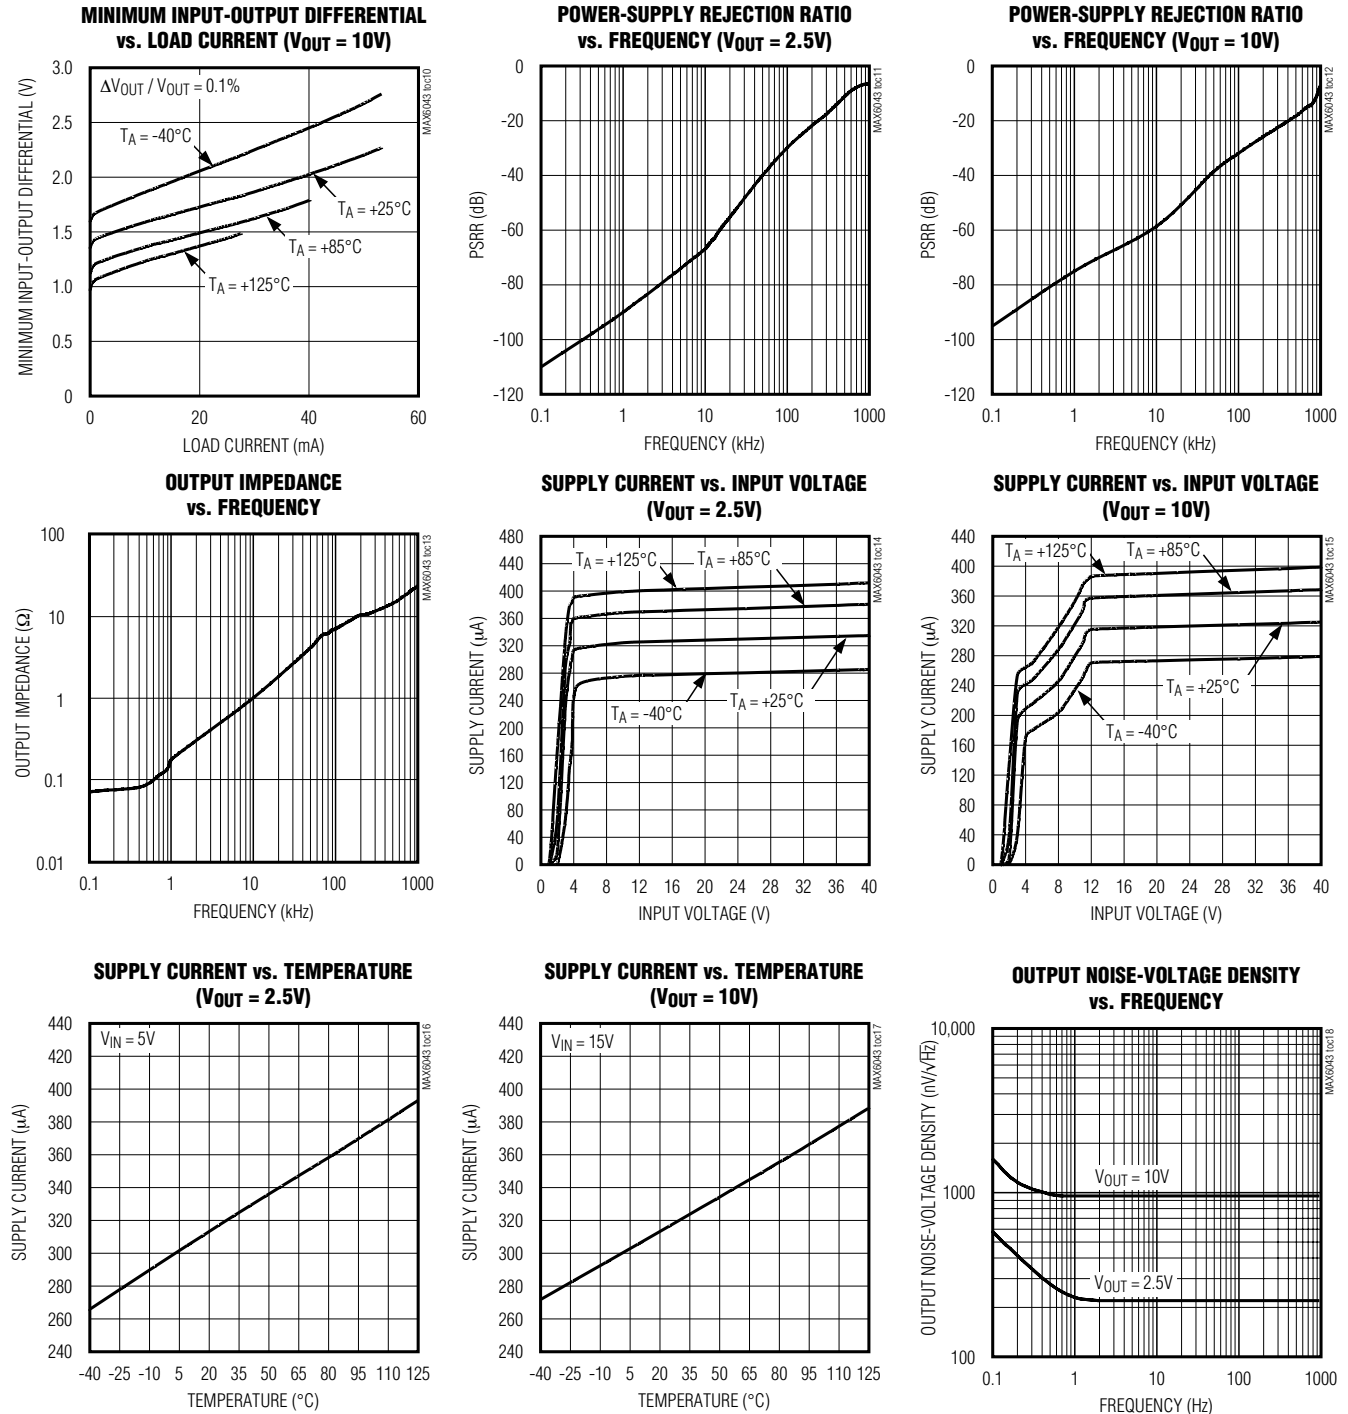 MINIMUM INPUT-OUTPUT DIFFERENTIAL
vs. LOAD CURRENT (VOUT = 10V)
MAX6043 toc10
3.0
2.5
2.0
1.5
1.0
0.5
0
ΔVOUT / VOUT = 0.1%
TA = -40°C
TA = +25°C
TA = +85°C
TA = +125°C
MINIMUM INPUT-OUTPUT DIFFERENTIAL (V)
0 20 40 60
LOAD CURRENT (mA)
POWER-SUPPLY REJECTION RATIO
vs. FREQUENCY (VOUT = 2.5V)
MAX6043 toc11
0
-20
-40
-60
-80
-100
-120
PSRR (dB)
0.1 1 10 100 1000
FREQUENCY (kHz)
POWER-SUPPLY REJECTION RATIO
vs. FREQUENCY (VOUT = 10V)
MAX6043 toc12
0
-20
-40
-60
-80
-100
-120
PSRR (dB)
0.1 1 10 100 1000
FREQUENCY (kHz)
OUTPUT IMPEDANCE
vs. FREQUENCY
MAX6043 toc13
100
10
1
0.1
0.01
OUTPUT IMPEDANCE (Ω)
0.1 1 10 100 1000
FREQUENCY (kHz)
SUPPLY CURRENT vs. INPUT VOLTAGE
(VOUT = 2.5V)
MAX6043 toc14
480
440
400
360
320
280
240
200
160
120
80
40
0
TA = +125°C
TA = +85°C
TA = -40°C
TA = +25°C
SUPPLY CURRENT (µA)
0 4 8 12 16 20 24 28 32 36 40
INPUT VOLTAGE (V)
SUPPLY CURRENT vs. INPUT VOLTAGE
(VOUT = 10V)
MAX6043 toc15
440
400
360
320
280
240
200
160
120
80
40
0
TA = +125°C
TA = +85°C
TA = +25°C
TA = -40°C
SUPPLY CURRENT (µA)
0 4 8 12 16 20 24 28 32 36 40
INPUT VOLTAGE (V)
SUPPLY CURRENT vs. TEMPERATURE
(VOUT = 2.5V)
MAX6043 toc16
440
420
400
380
360
340
320
300
280
260
240
VIN = 5V
SUPPLY CURRENT (µA)
-40 -25 -10 5 20 35 50 65 80 95 110 125
TEMPERATURE (°C)
SUPPLY CURRENT vs. TEMPERATURE
(VOUT = 10V)
MAX6043 toc17
440
420
400
380
360
340
320
300
280
260
240
VIN = 15V
SUPPLY CURRENT (µA)
-40 -25 -10 5 20 35 50 65 80 95 110 125
TEMPERATURE (°C)
OUTPUT NOISE-VOLTAGE DENSITY
vs. FREQUENCY
MAX6043 toc18
10,000
1000
100
VOUT = 10V
VOUT = 2.5V
OUTPUT NOISE-VOLTAGE DENSITY (nV/√Hz)
0.1 1 10 100 1000
FREQUENCY (Hz)